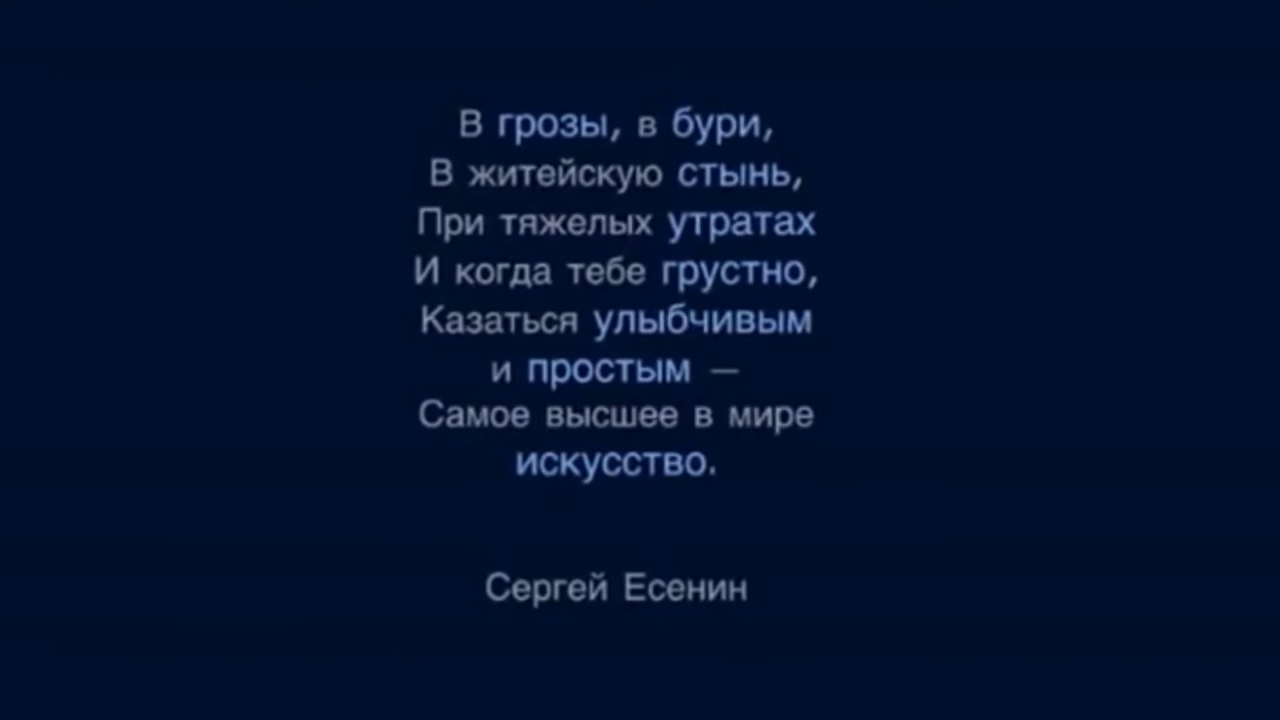 В грозы, в бури,
В житейскую стынь,
При тяжелых утратах
И когда тебе грустно,
Казаться улыбчивым
и простым —
Самое высшее в мире
искусство.
Сергей Есенин